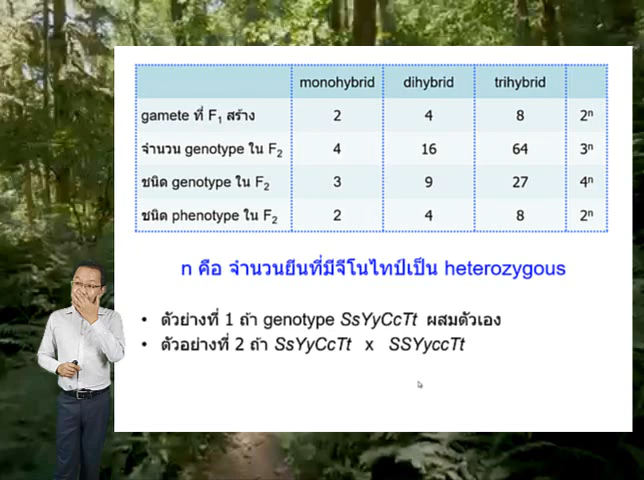 monohybrid dihybrid trihybrid
gamete ที่ F₁ สร้าง 2 4 8 2ⁿ
จำนวน genotype ใน F₂ 4 16 64 3ⁿ
ชนิด genotype ใน F₂ 3 9 27 4ⁿ
ชนิด phenotype ใน F₂ 2 4 8 2ⁿ
n คือ จำนวนยีนที่มีจีโนไทป์เป็น heterozygous
• ตัวย่างที่ 1 ถ้า genotype SsYyCcTt ผสมตัวเอง
• ตัวอย่างที่ 2 ถ้า SsYyCcTt x SSYyccTt